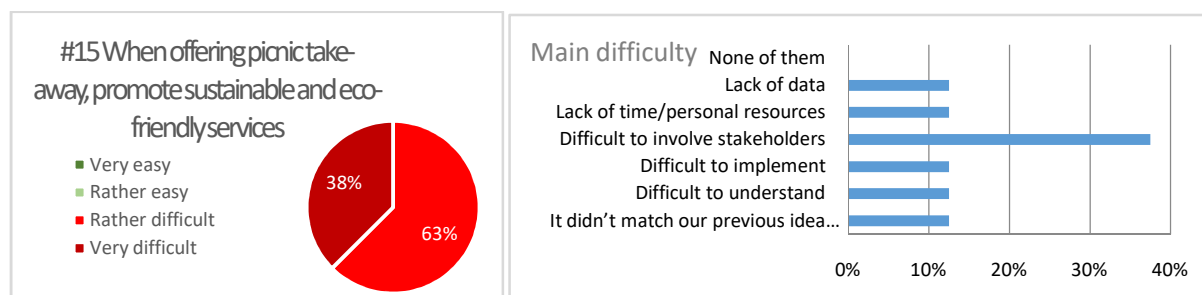 #15 When offering picnic take-
away, promote sustainable and eco-
friendly services
Very easy
Rather easy
Rather difficult
Very difficult
38%
63%
Main difficulty
None of them
Lack of data
Lack of time/personal resources
Difficult to involve stakeholders
Difficult to implement
Difficult to understand
It didn’t match our previous idea…
0% 10% 20% 30% 40%